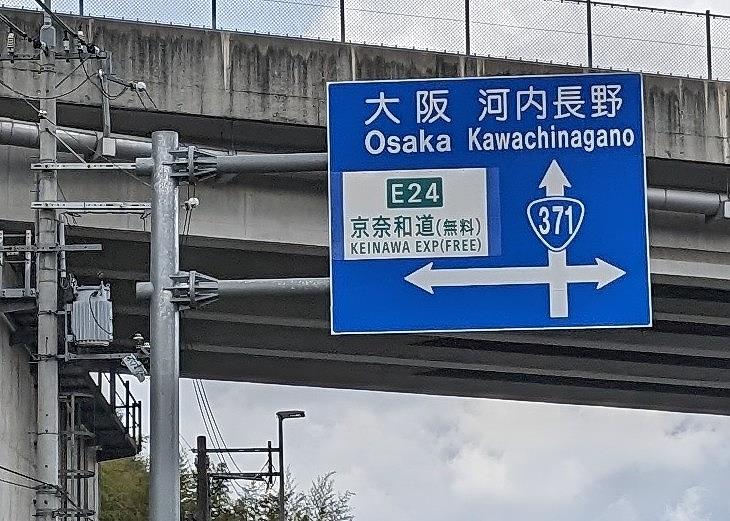 大阪 河内長野
Osaka Kawachinagano
E24
京奈和道(無料)
KEINAWA EXP(FREE)
371